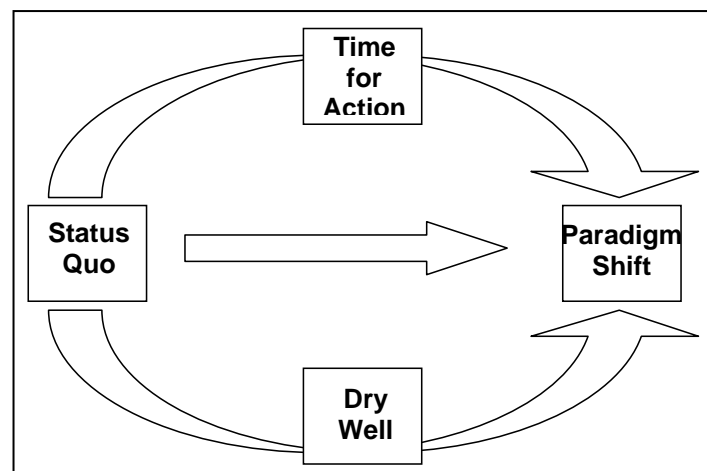 Time
for
Action
Status
Quo
Paradigm
Shift
Dry
Well